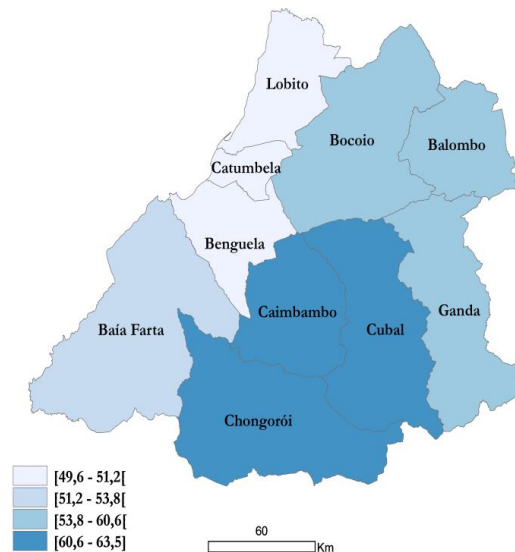 Lobito
Bocoio
Balombo
Catumbela
Benguela
Caimbambo
Ganda
Baía Farta
Cubal
Chongorói
[49,6 - 51,2[
[51,2 - 53,8[
[53,8 - 60,6[
[60,6 - 63,5]
60
Km